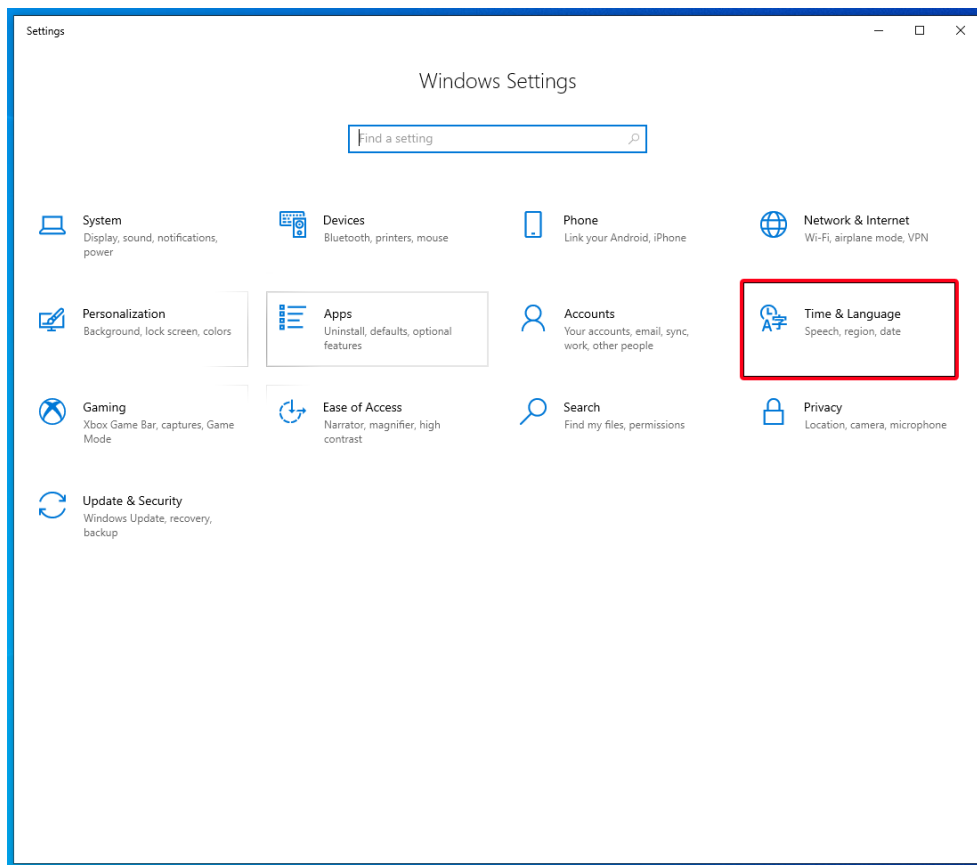 Settings
Windows Settings
Find a setting
System
Display, sound, notifications,
power
Devices
Bluetooth, printers, mouse
Phone
Link your Android, iPhone
Network & Internet
Wi-Fi, airplane mode, VPN
Personalization
Background, lock screen, colors
Apps
Uninstall, defaults, optional
features
Accounts
Your accounts, email, sync,
work, other people
Time & Language
Speech, region, date
Gaming
Xbox Game Bar, captures, Game
Mode
Ease of Access
Narrator, magnifier, high
contrast
Search
Find my files, permissions
Privacy
Location, camera, microphone
Update & Security
Windows Update, recovery,
backup